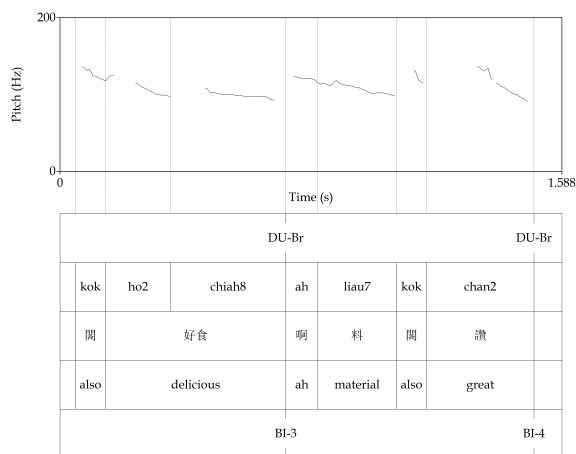 200
Pitch (Hz)
0
0 1.588
Time (s)
DU-Br DU-Br
kok ho2 chiah8 ah liau7 kok chan2
閣 好食 啊 料 閣 讚
also delicious ah material also great
BI-3 BI-4